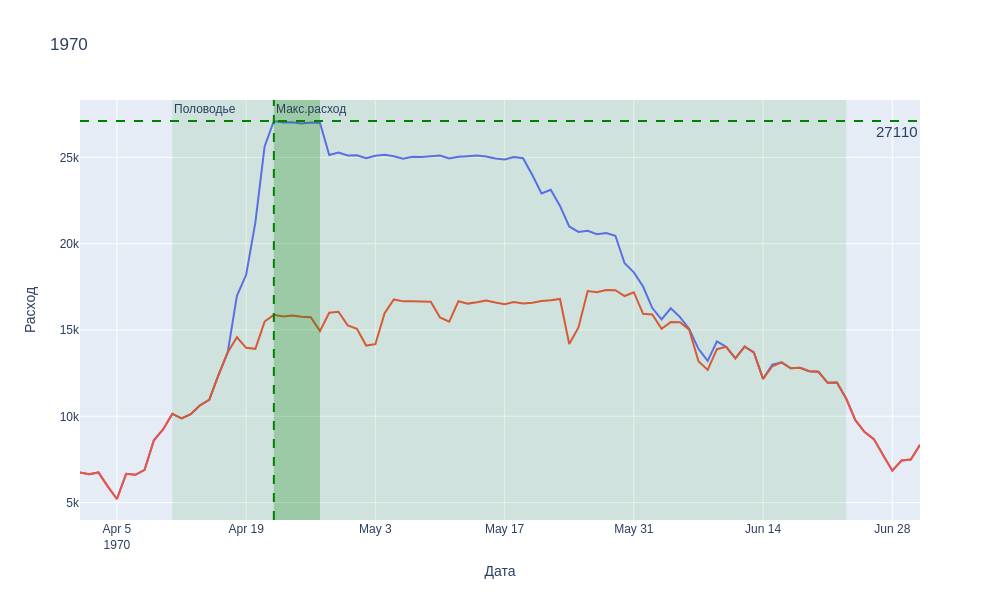 1970
Половодье
Макс.расход
27110
25k
20k
15k
10k
5k
Расход
Apr 5
1970
Apr 19
May 3
May 17
May 31
Jun 14
Jun 28
Дата